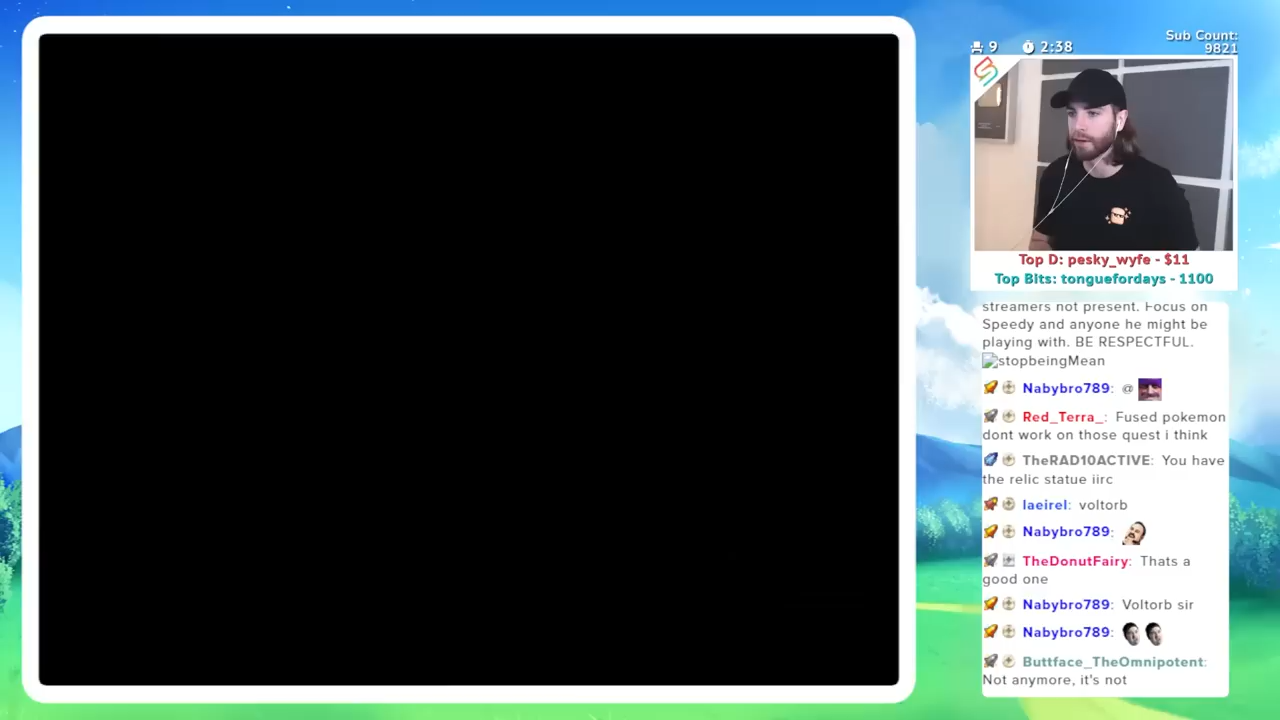 9
2:38
Sub Count:
9821
Top D: pesky_wyfe - $11
Top Bits: tonguefordays - 1100
streamers not present. Focus on
Speedy and anyone he might be
playing with. BE RESPECTFUL.
stopbeingMean
Nabybro789: @
Red_Terra_: Fused pokemon
dont work on those quest i think
TheRAD10ACTIVE: You have
the relic statue iirc
laeirel: voltorb
Nabybro789:
TheDonutFairy: Thats a
good one
Nabybro789: Voltorb sir
Nabybro789:
Buttface_TheOmnipotent:
Not anymore, it's not